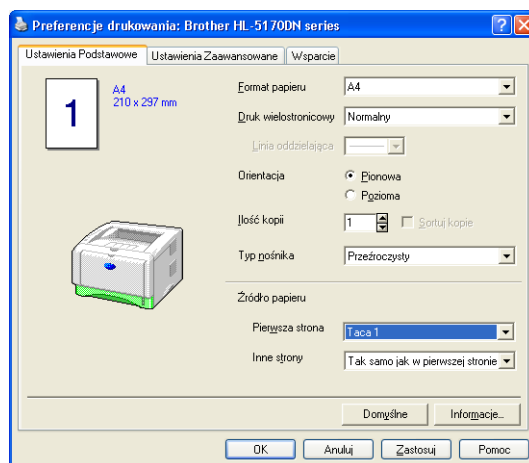 Preferencje drukowania: Brother HL-5170DN series
Ustawienia Podstawowe Ustawienia Zaawansowane Wsparcie
1
A4
210 x 297 mm
Format papieru A4
Druk wielostronicowy Normalny
Linia oddzielająca
Orientacja Pionowa
Pozioma
Ilość kopii 1 Sortuj kopie
Typ nośnika Przeźroczysty
Źródło papieru
Pierwsza strona Taca 1
Inne strony Tak samo jak w pierwszej stronie
Domyślne Informacje...
OK Anuluj Zastosuj Pomoc